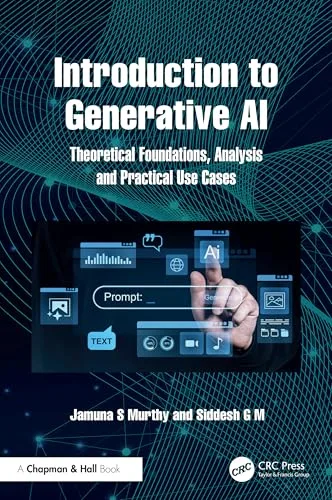 Introduction to
Generative AI
Theoretical Foundations, Analysis
and Practical Use Cases
Ai
Prompt: _
TEXT
Jamuna S Murthy and Siddesh G M
A Chapman & Hall Book
CRC
CRC Press
Taylor & Francis Group